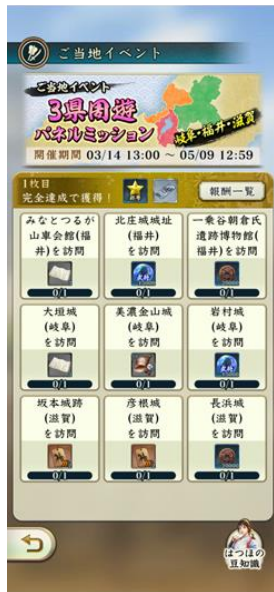 ご当地イベント
ご当地イベント
3県周遊
パネルミッション
岐阜・福井・滋賀
開催期間 03/14 13:00 ～ 05/09 12:59
1枚目
完全達成で獲得!
報酬一覧
みなとつるが
山車会館(福
井)を訪問
0/1
北庄城城址
(福井)
を訪問
0/1
一乗谷朝倉氏
遺跡博物館(
福井)を訪問
0/1
大垣城
(岐阜)
を訪問
0/1
美濃金山城
(岐阜)
を訪問
0/1
岩村城
(岐阜)
を訪問
0/1
坂本城跡
(滋賀)
を訪問
0/1
彦根城
(滋賀)
を訪問
0/1
長浜城
(滋賀)
を訪問
0/1
はつほの
豆知識